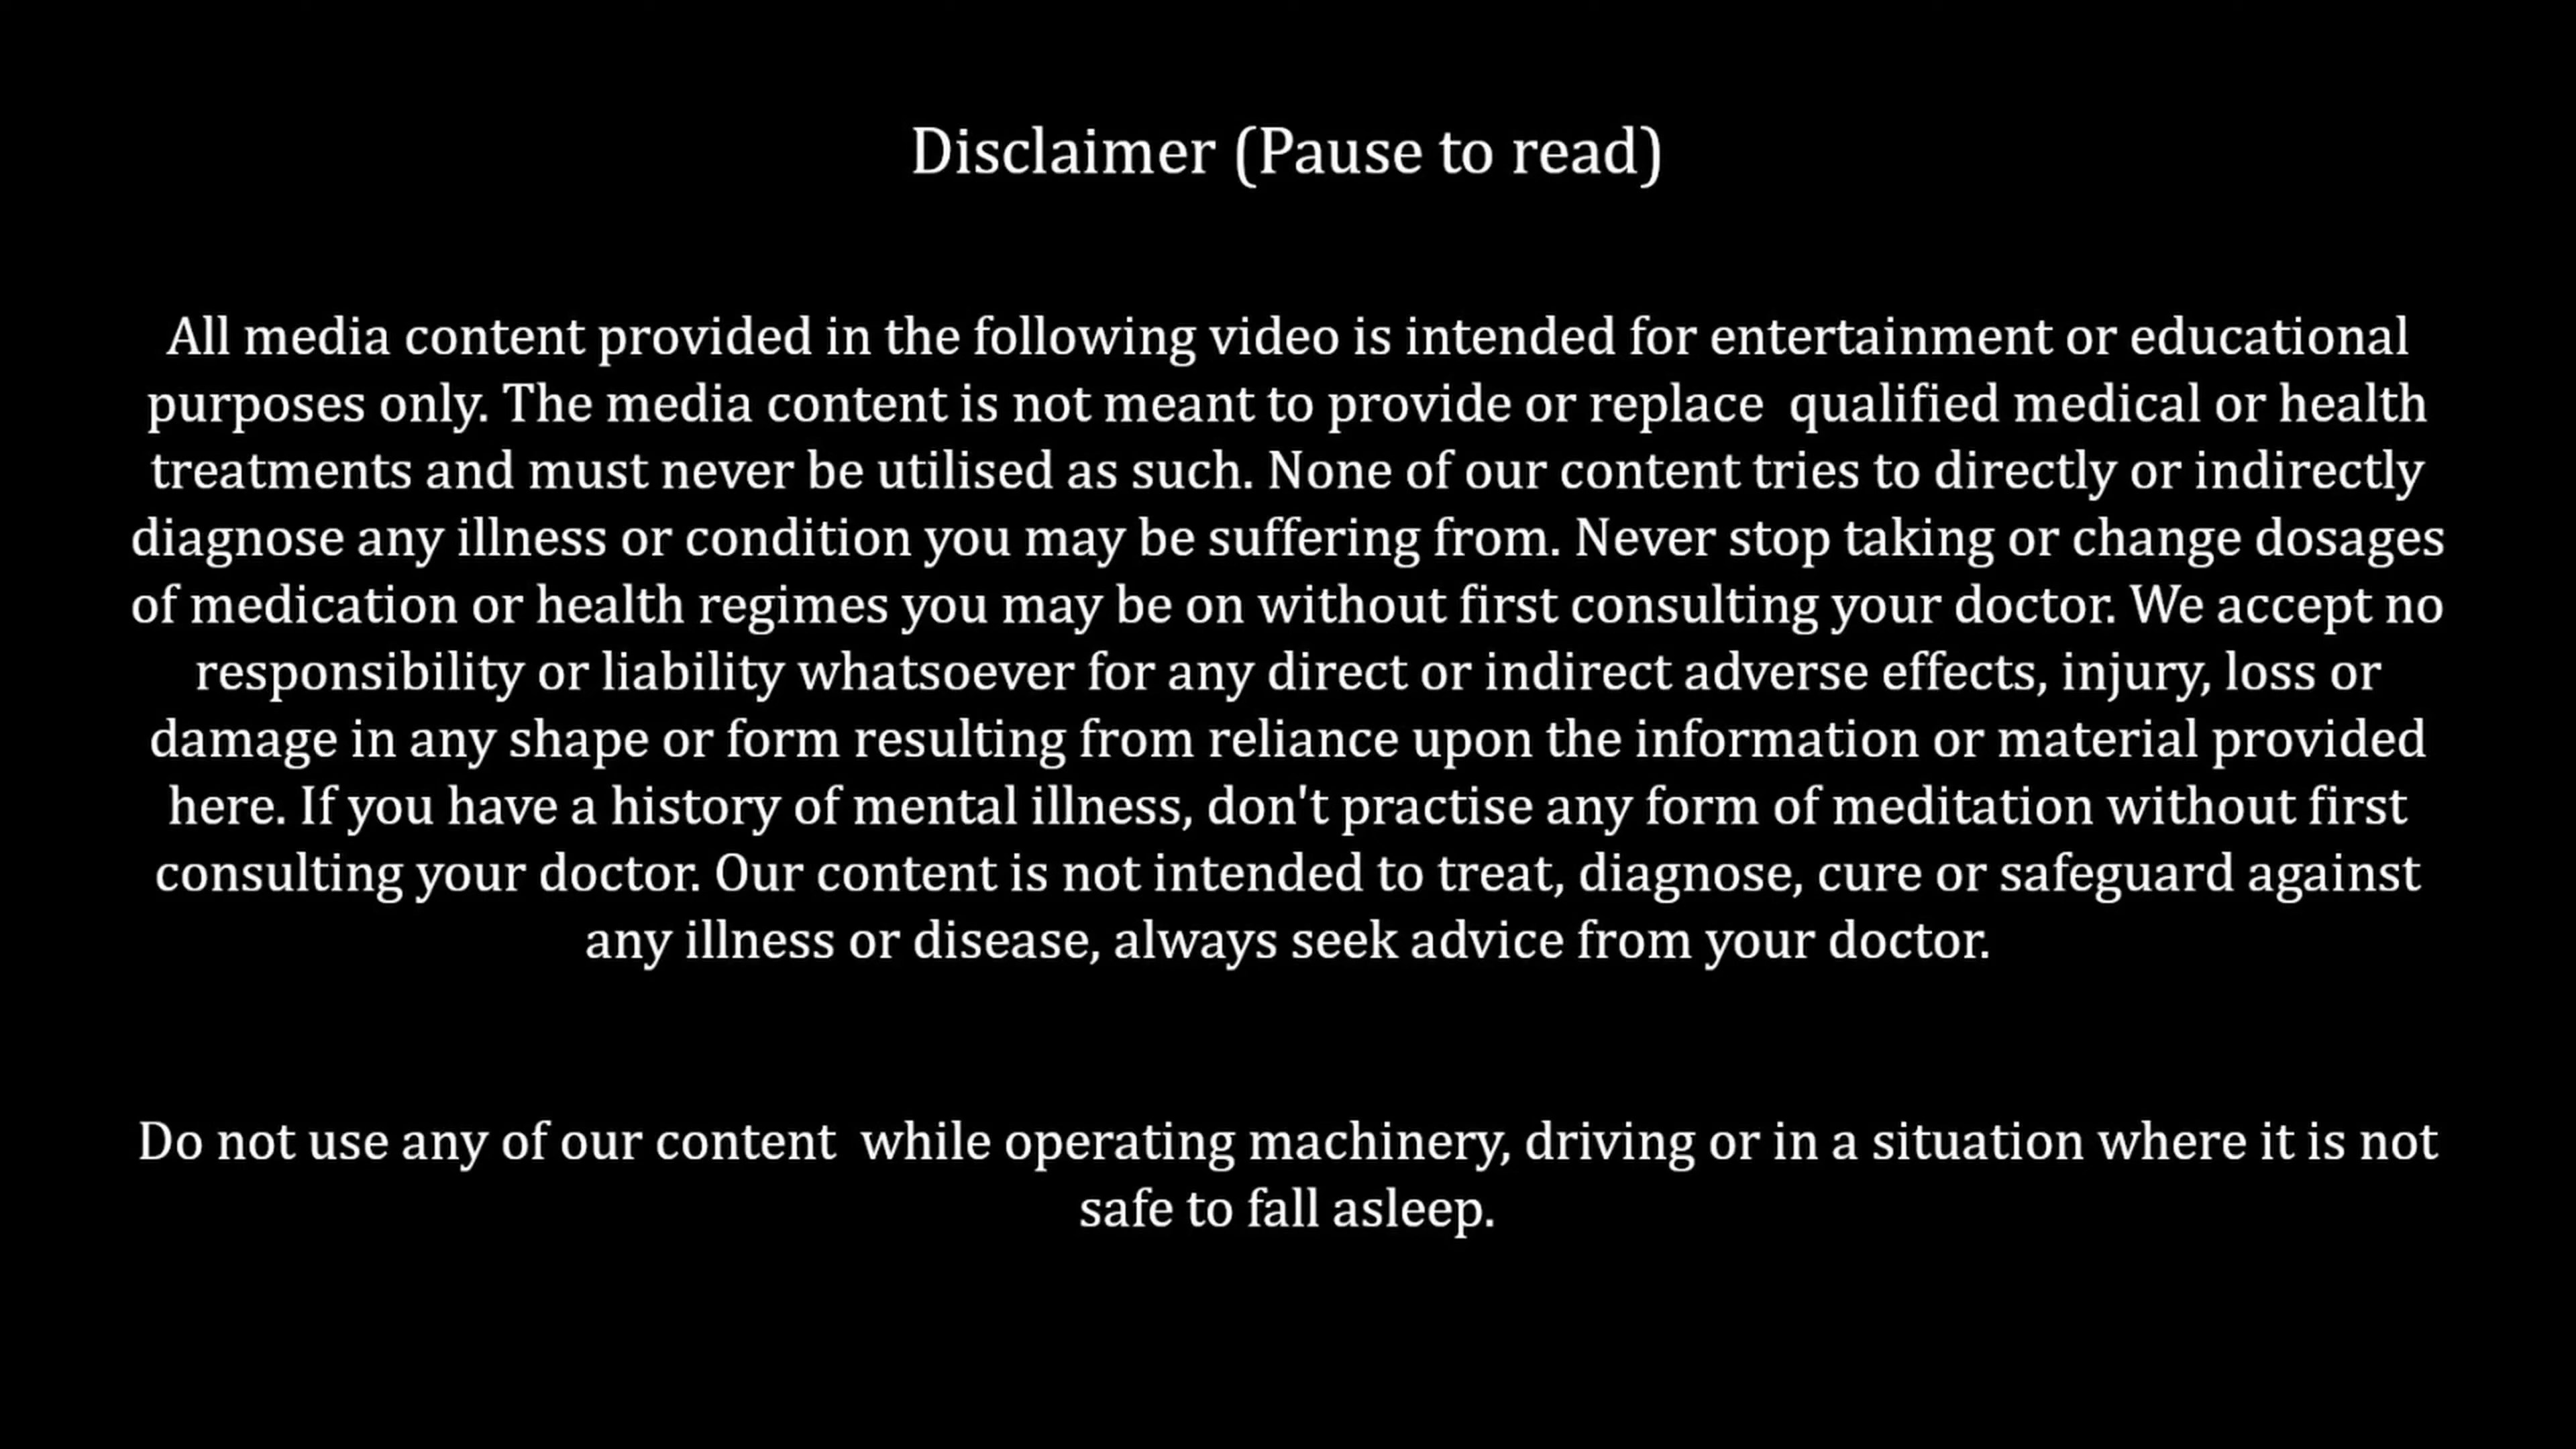 Disclaimer (Pause to read)
All media content provided in the following video is intended for entertainment or educational
purposes only. The media content is not meant to provide or replace  qualified medical or health
treatments and must never be utilised as such. None of our content tries to directly or indirectly
diagnose any illness or condition you may be suffering from. Never stop taking or change dosages
of medication or health regimes you may be on without first consulting your doctor. We accept no
responsibility or liability whatsoever for any direct or indirect adverse effects, injury, loss or
damage in any shape or form resulting from reliance upon the information or material provided
here. If you have a history of mental illness, don't practise any form of meditation without first
consulting your doctor. Our content is not intended to treat, diagnose, cure or safeguard against
any illness or disease, always seek advice from your doctor.
Do not use any of our content  while operating machinery, driving or in a situation where it is not
safe to fall asleep.